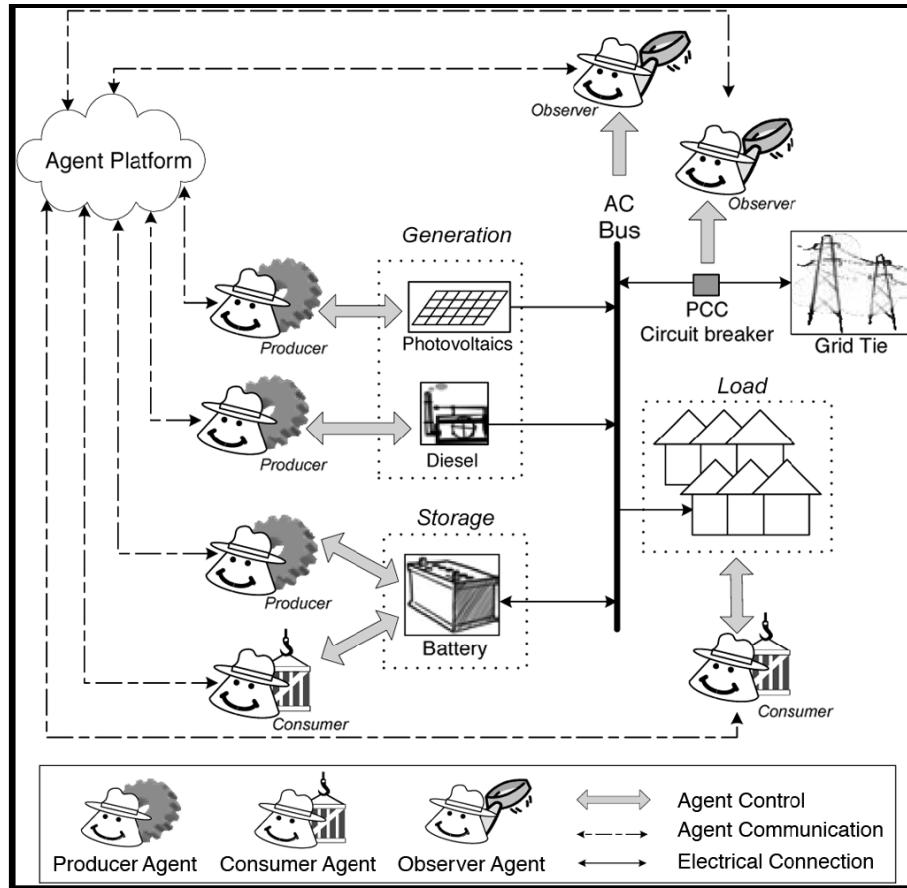 Observer
Agent Platform
Observer
AC
Bus
Generation
Producer
Photovoltaics
PCC
Circuit breaker
Grid Tie
Load
Producer
Diesel
Storage
Producer
Battery
Consumer
Consumer
Producer Agent
Consumer Agent
Observer Agent
Agent Control
Agent Communication
Electrical Connection